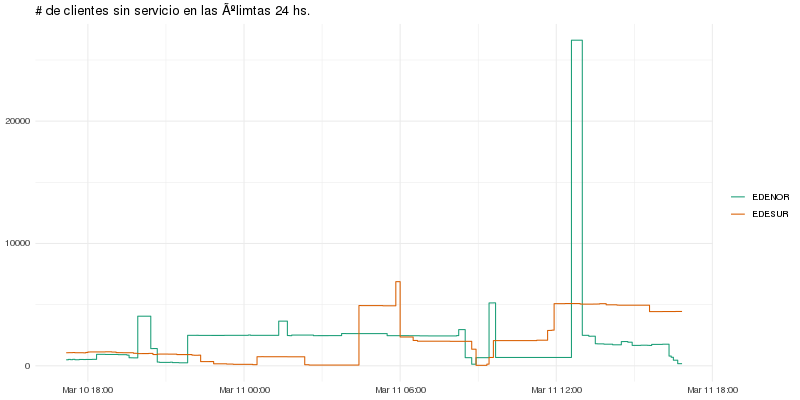 # de clientes sin servicio en las Ãºlimtas 24 hs.
20000
10000
0
Mar 10 18:00
Mar 11 00:00
Mar 11 06:00
Mar 11 12:00
Mar 11 18:00
EDENOR
EDESUR